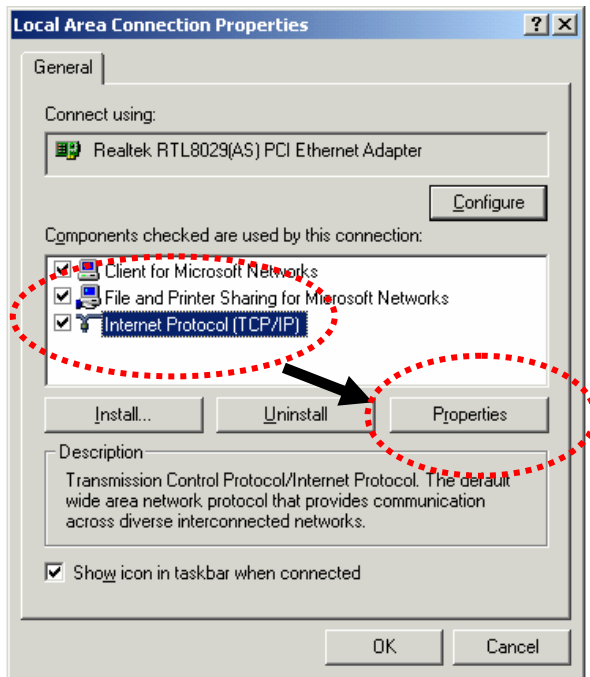 Local Area Connection Properties
General
Connect using:
Realtek RTL8029(AS) PCI Ethernet Adapter
Configure
Components checked are used by this connection:
Client for Microsoft Networks
File and Printer Sharing for Microsoft Networks
Internet Protocol (TCP/IP)
Install...
Uninstall
Properties
Description
Transmission Control Protocol/Internet Protocol. The default
wide area network protocol that provides communication
across diverse interconnected networks.
Show icon in taskbar when connected
OK
Cancel